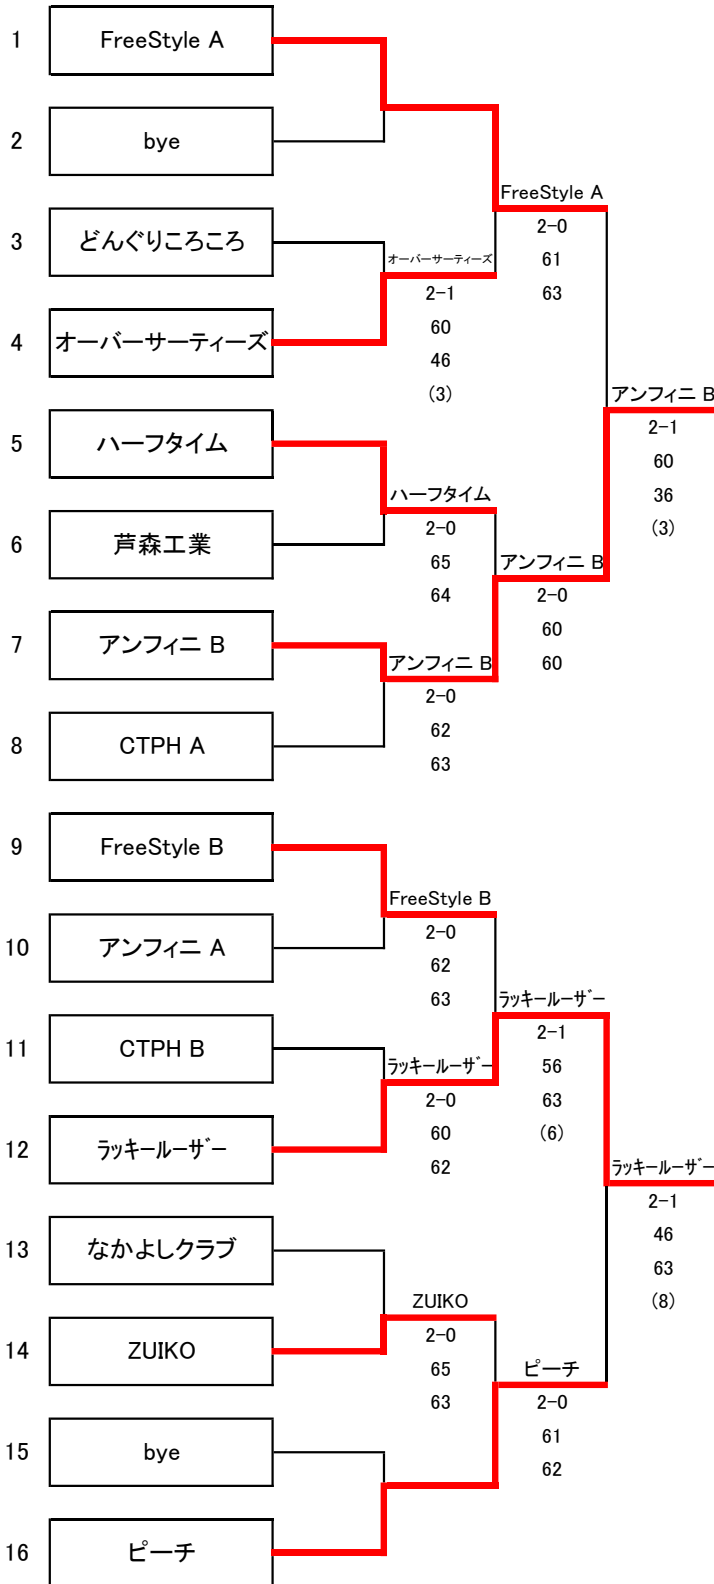 1 FreeStyle A
2 bye
FreeStyle A
2-0
61
63
3 どんぐりころころ
オーバーサーティーズ
2-1
60
46
(3)
4 オーバーサーティーズ
アンフィニ B
2-1
60
36
(3)
5 ハーフタイム
ハーフタイム
2-0
65
64
6 芦森工業
アンフィニ B
2-0
60
60
7 アンフィニ B
アンフィニ B
2-0
62
63
8 CTPH A
9 FreeStyle B
FreeStyle B
2-0
62
63
10 アンフィニ A
ラッキールーザー
2-1
56
63
(6)
11 CTPH B
ラッキールーザー
2-0
60
62
12 ラッキールーザー
ラッキールーザー
2-1
46
63
(8)
13 なかよしクラブ
ZUIKO
2-0
65
63
14 ZUIKO
ピーチ
2-0
61
62
15 bye
16 ピーチ